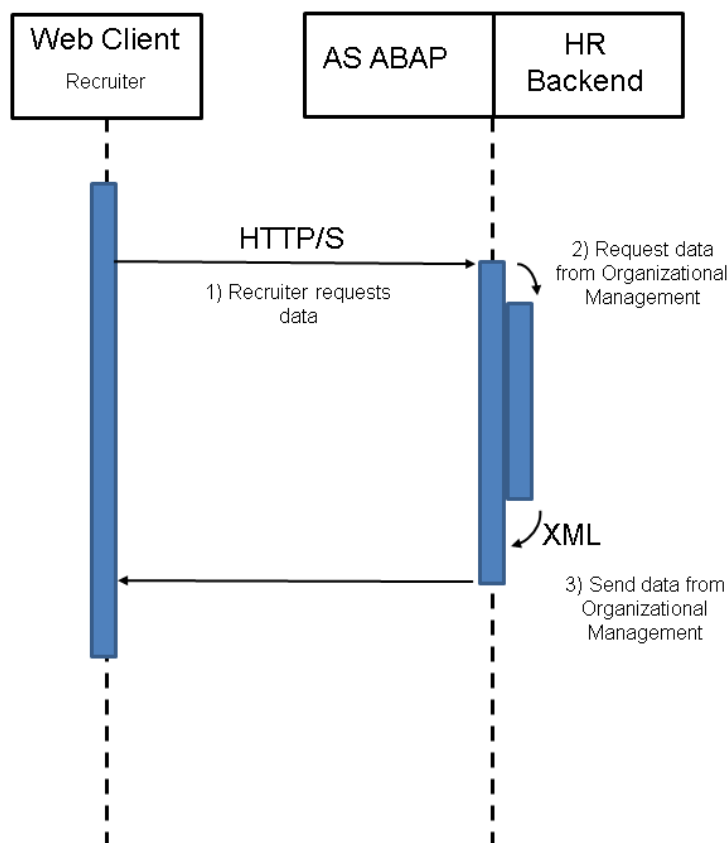 Web Client
Recruiter
AS ABAP
HR
Backend
HTTP/S
1) Recruiter requests
data
2) Request data
from Organizational
Management
XML
3) Send data from
Organizational
Management